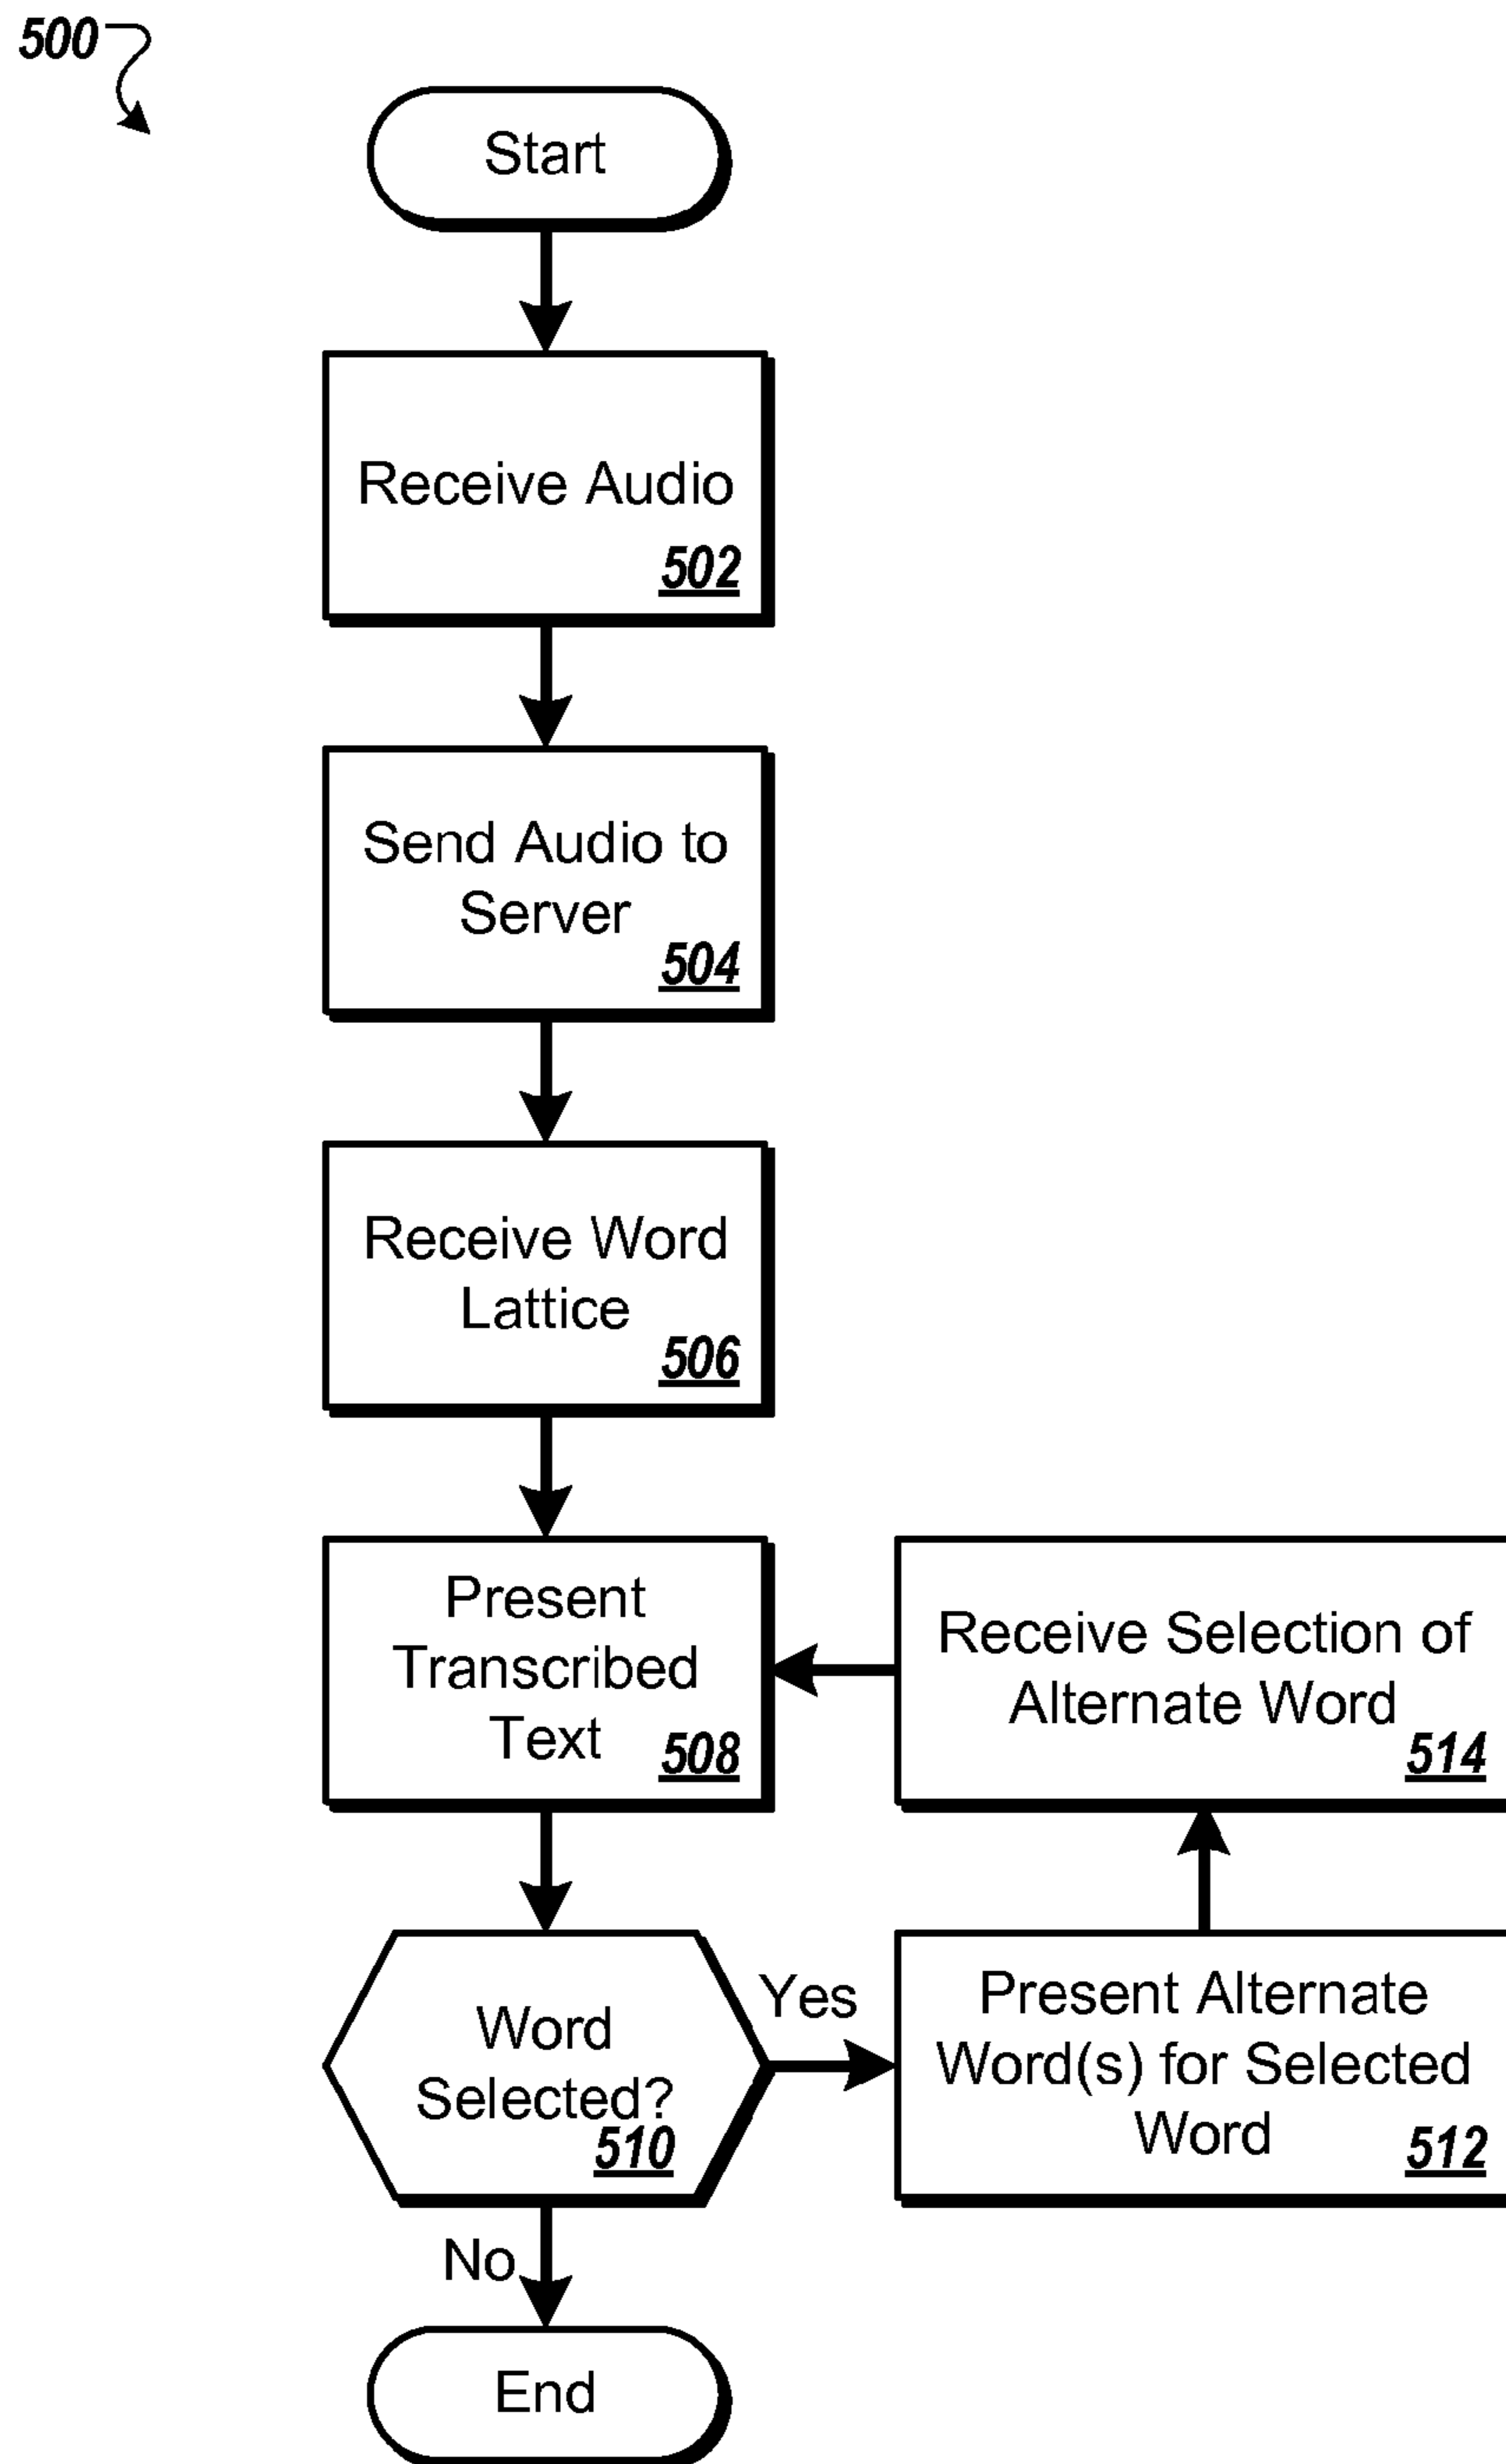 500
Start
Receive Audio
502
Send Audio to
Server
504
Receive Word
Lattice
506
Present
Transcribed
Text
508
Receive Selection of
Alternate Word
514
Word
Selected?
510
Yes
Present Alternate
Word(s) for Selected
Word
512
No
End